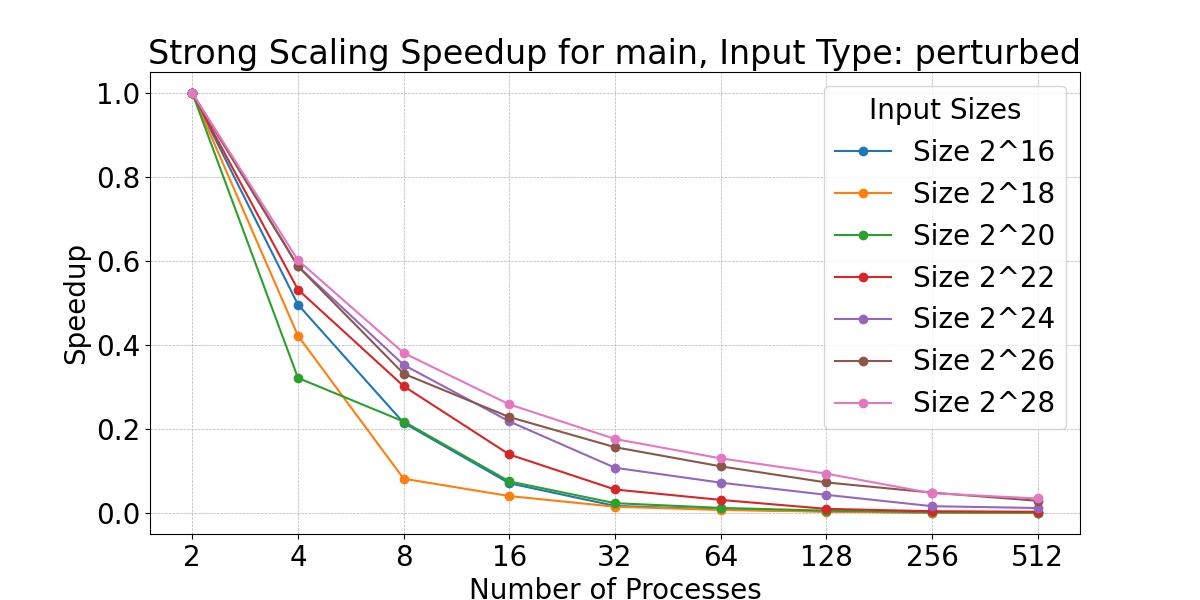 Strong Scaling Speedup for main, Input Type: perturbed
Speedup
1.0
0.8
0.6
0.4
0.2
0.0
Input Sizes
Size 2^16
Size 2^18
Size 2^20
Size 2^22
Size 2^24
Size 2^26
Size 2^28
2 4 8 16 32 64 128 256 512
Number of Processes